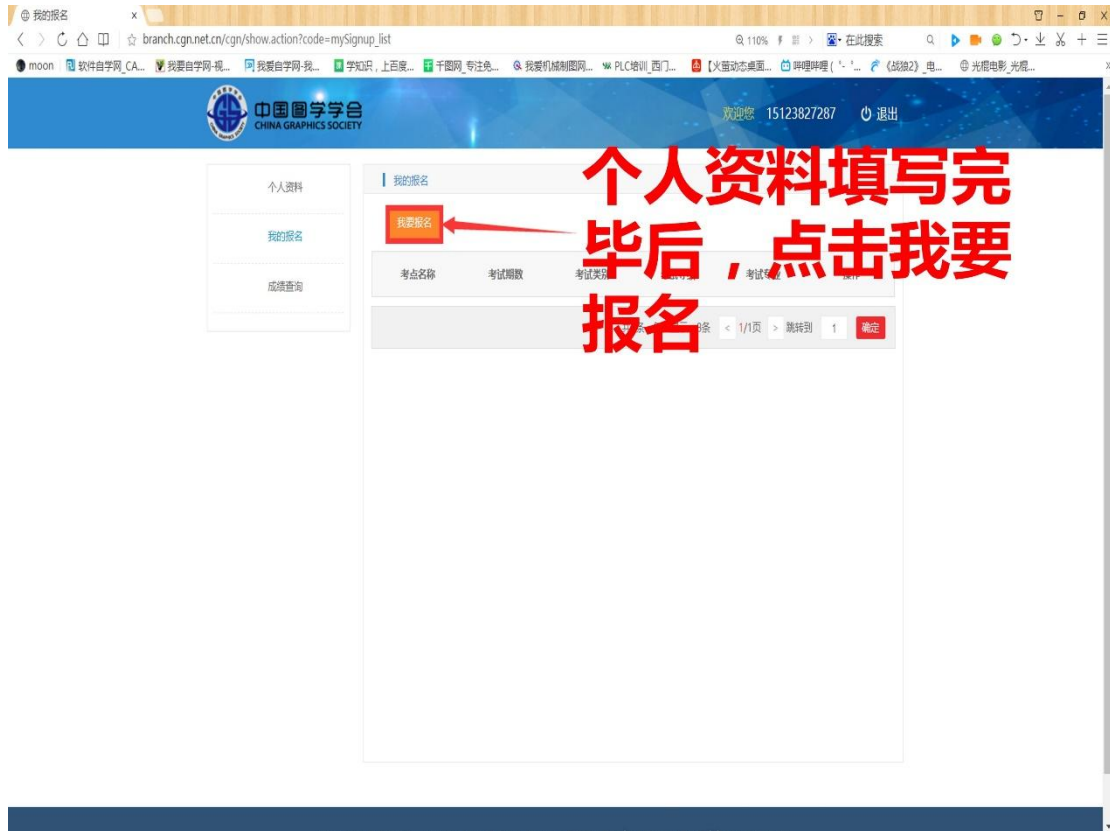 我的报名 x
branch.cgn.net.cn/cgn/show.action?code=mySignup_list
110%
在此搜索
moon 软件自学网_CA... 我要自学网-视... 我爱自学网-我... 学知识，上百度... 千图网_专注免... 我爱机械制图网... PLC培训_西门... 【火萤动态桌面... 哔哩哔哩 ( ゜- ゜... 《战狼2》_电... 光棍电影_光棍...
中国圖学学会
CHINA GRAPHICS SOCIETY
欢迎您 15123827287 退出
个人资料
我的报名
成绩查询
我的报名
我要报名
个人资料填写完
毕后，点击我要
报名
考点名称 考试期数 考试类别
条 < 1/1页 > 跳转到 1 确定